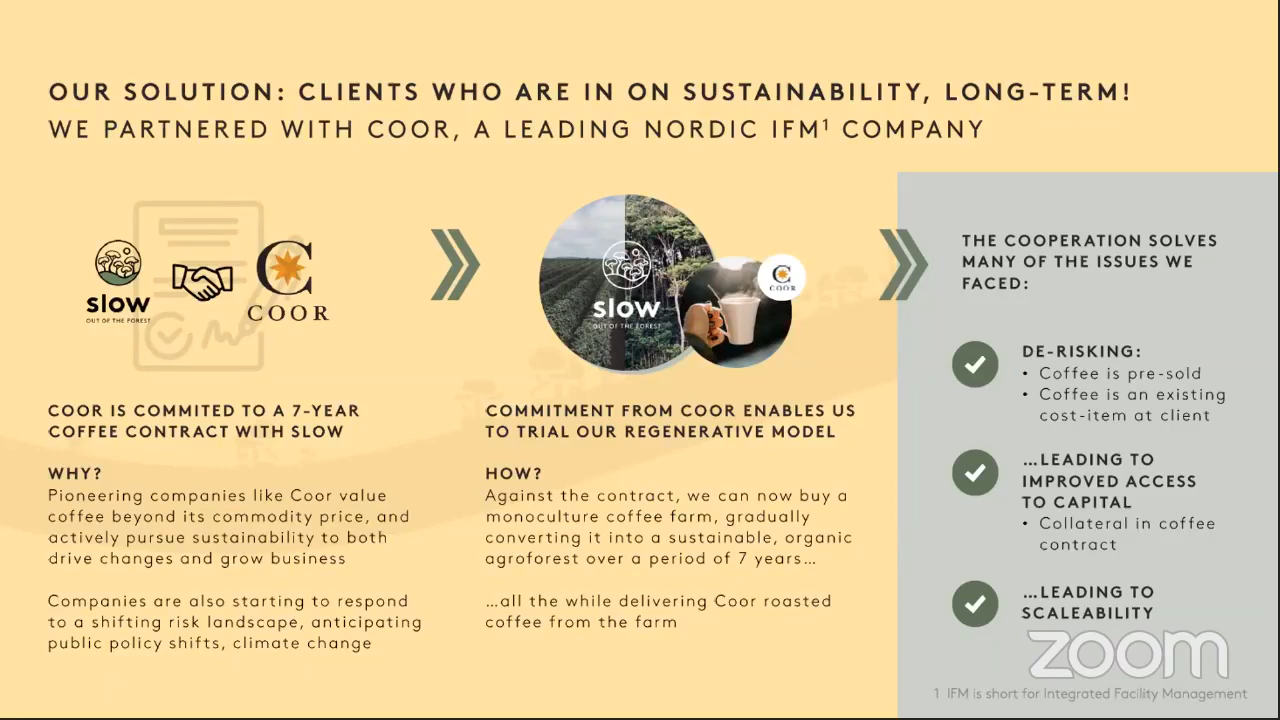 OUR SOLUTION: CLIENTS WHO ARE IN ON SUSTAINABILITY, LONG-TERM!
WE PARTNERED WITH COOR, A LEADING NORDIC IFM¹ COMPANY
slow
OUT OF THE FOREST
C
COOR
slow
OUT OF THE FOREST
C
COOR
COOR IS COMMITED TO A 7-YEAR
COFFEE CONTRACT WITH SLOW
WHY?
Pioneering companies like Coor value
coffee beyond its commodity price, and
actively pursue sustainability to both
drive changes and grow business
Companies are also starting to respond
to a shifting risk landscape, anticipating
public policy shifts, climate change
COMMITMENT FROM COOR ENABLES US
TO TRIAL OUR REGENERATIVE MODEL
HOW?
Against the contract, we can now buy a
monoculture coffee farm, gradually
converting it into a sustainable, organic
agroforest over a period of 7 years…
…all the while delivering Coor roasted
coffee from the farm
THE COOPERATION SOLVES
MANY OF THE ISSUES WE
FACED:
DE-RISKING:
• Coffee is pre-sold
• Coffee is an existing
cost-item at client
…LEADING TO
IMPROVED ACCESS
TO CAPITAL
• Collateral in coffee
contract
…LEADING TO
SCALEABILITY
zoom
1 IFM is short for Integrated Facility Management